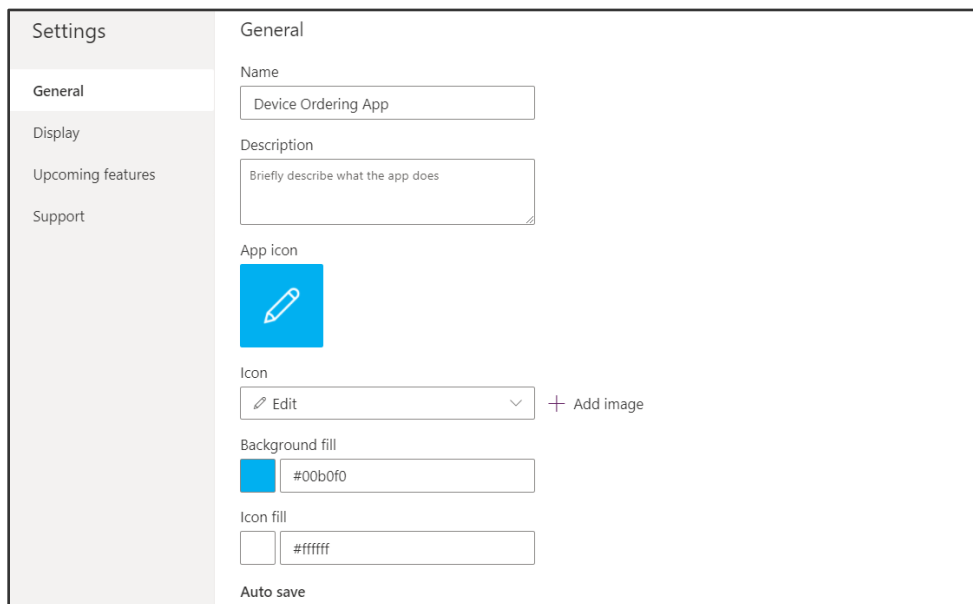 Settings
General
Display
Upcoming features
Support
General
Name
Device Ordering App
Description
Briefly describe what the app does
App icon
Icon
Edit
Add image
Background fill
#00b0f0
Icon fill
#ffffff
Auto save